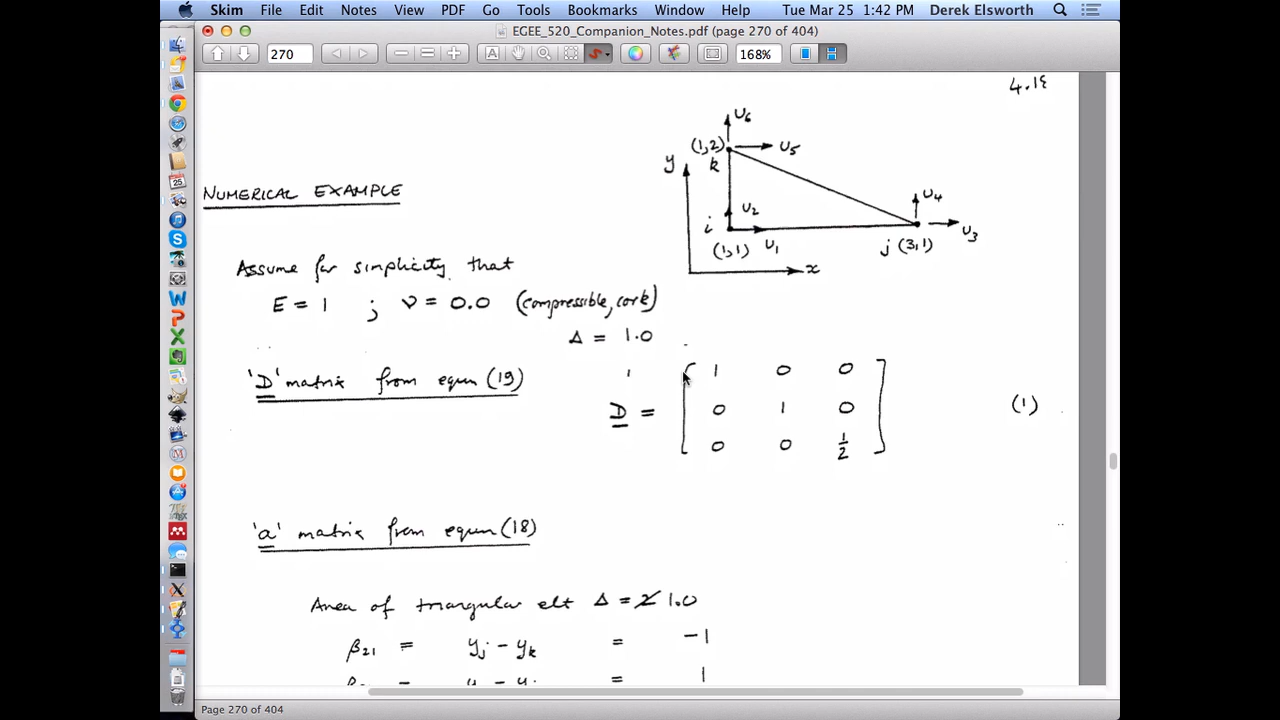 Skim File Edit Notes View PDF Go Tools Bookmarks Window Help Tue Mar 25 1:42 PM Derek Elsworth
EGEE_520_Companion_Notes.pdf (page 270 of 404)
270 168%
U6
(1,2) U5
y k
NUMERICAL EXAMPLE
U2 U4
i U3
(1,1) U1 j (3,1)
x
Assume for simplicity that
E = 1 ; ν = 0.0 (compressible, cork)
Δ = 1.0
'D' matrix from equn (19)
1 0 0
D = 0 1 0 (1)
0 0 1/2
'a' matrix from equn (18)
Area of triangular elt Δ = 1.0
β21 = yj - yk = -1
= 1
Page 270 of 404